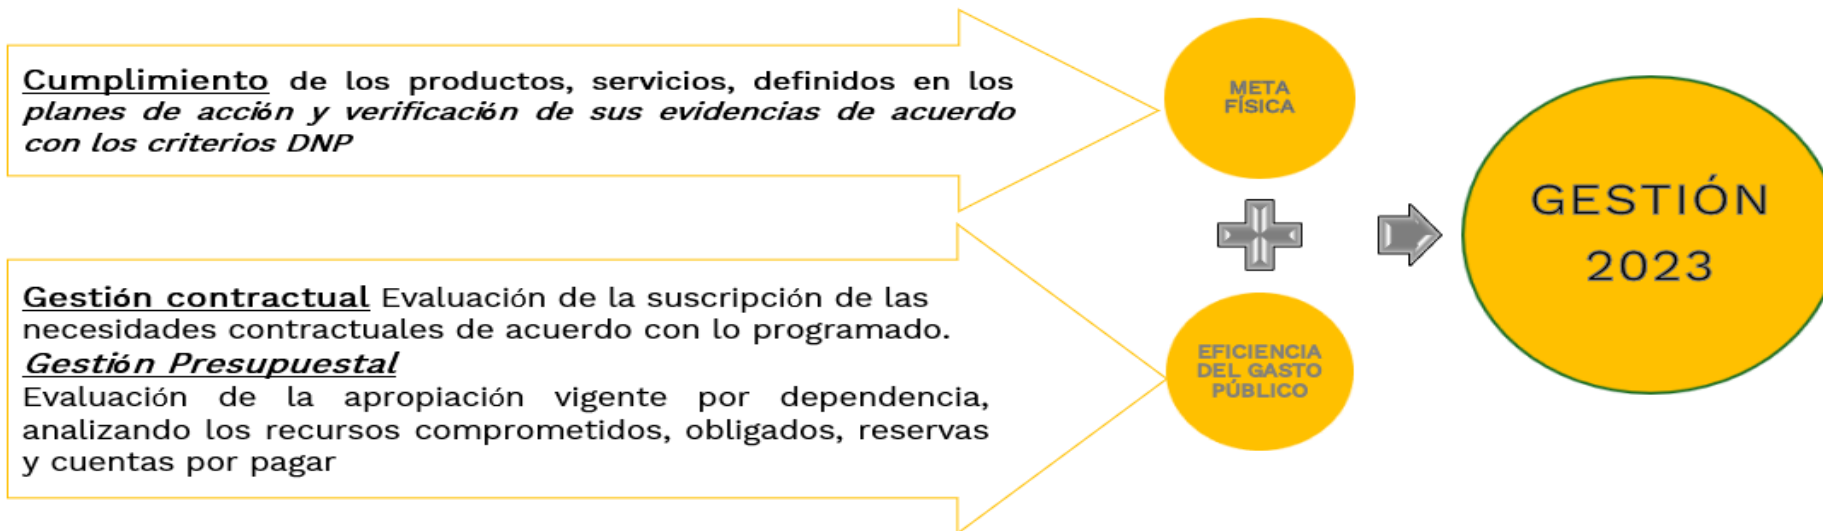 Cumplimiento de los productos, servicios, definidos en los
planes de acción y verificación de sus evidencias de acuerdo
con los criterios DNP
META
FÍSICA
Gestión contractual Evaluación de la suscripción de las
necesidades contractuales de acuerdo con lo programado.
Gestión Presupuestal
Evaluación de la apropiación vigente por dependencia,
analizando los recursos comprometidos, obligados, reservas
y cuentas por pagar
EFICIENCIA
DEL GASTO
PÚBLICO
GESTIÓN
2023